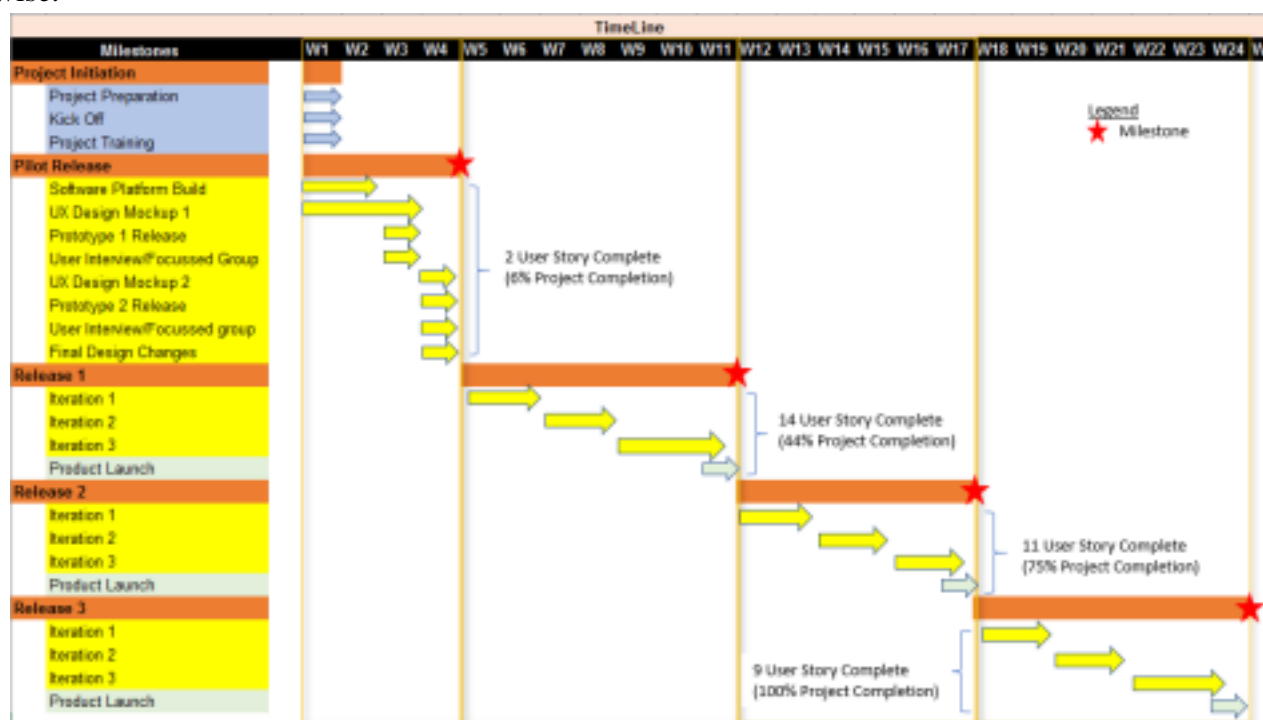 wise.
TimeLine
Milestones W1 W2 W3 W4 W5 W6 W7 W8 W9 W10 W11 W12 W13 W14 W15 W16 W17 W18 W19 W20 W21 W22 W23 W24 W
Project Initiation
Project Preparation
Kick Off
Project Training
Legend
Milestone
Pilot Release
Software Platform Build
UX Design Mockup 1
Prototype 1 Release
User Interview/Focussed Group
UX Design Mockup 2
Prototype 2 Release
User Interview/Focussed group
Final Design Changes
2 User Story Complete
(6% Project Completion)
Release 1
Iteration 1
Iteration 2
Iteration 3
Product Launch
14 User Story Complete
(44% Project Completion)
Release 2
Iteration 1
Iteration 2
Iteration 3
Product Launch
11 User Story Complete
(75% Project Completion)
Release 3
Iteration 1
Iteration 2
Iteration 3
Product Launch
9 User Story Complete
(100% Project Completion)